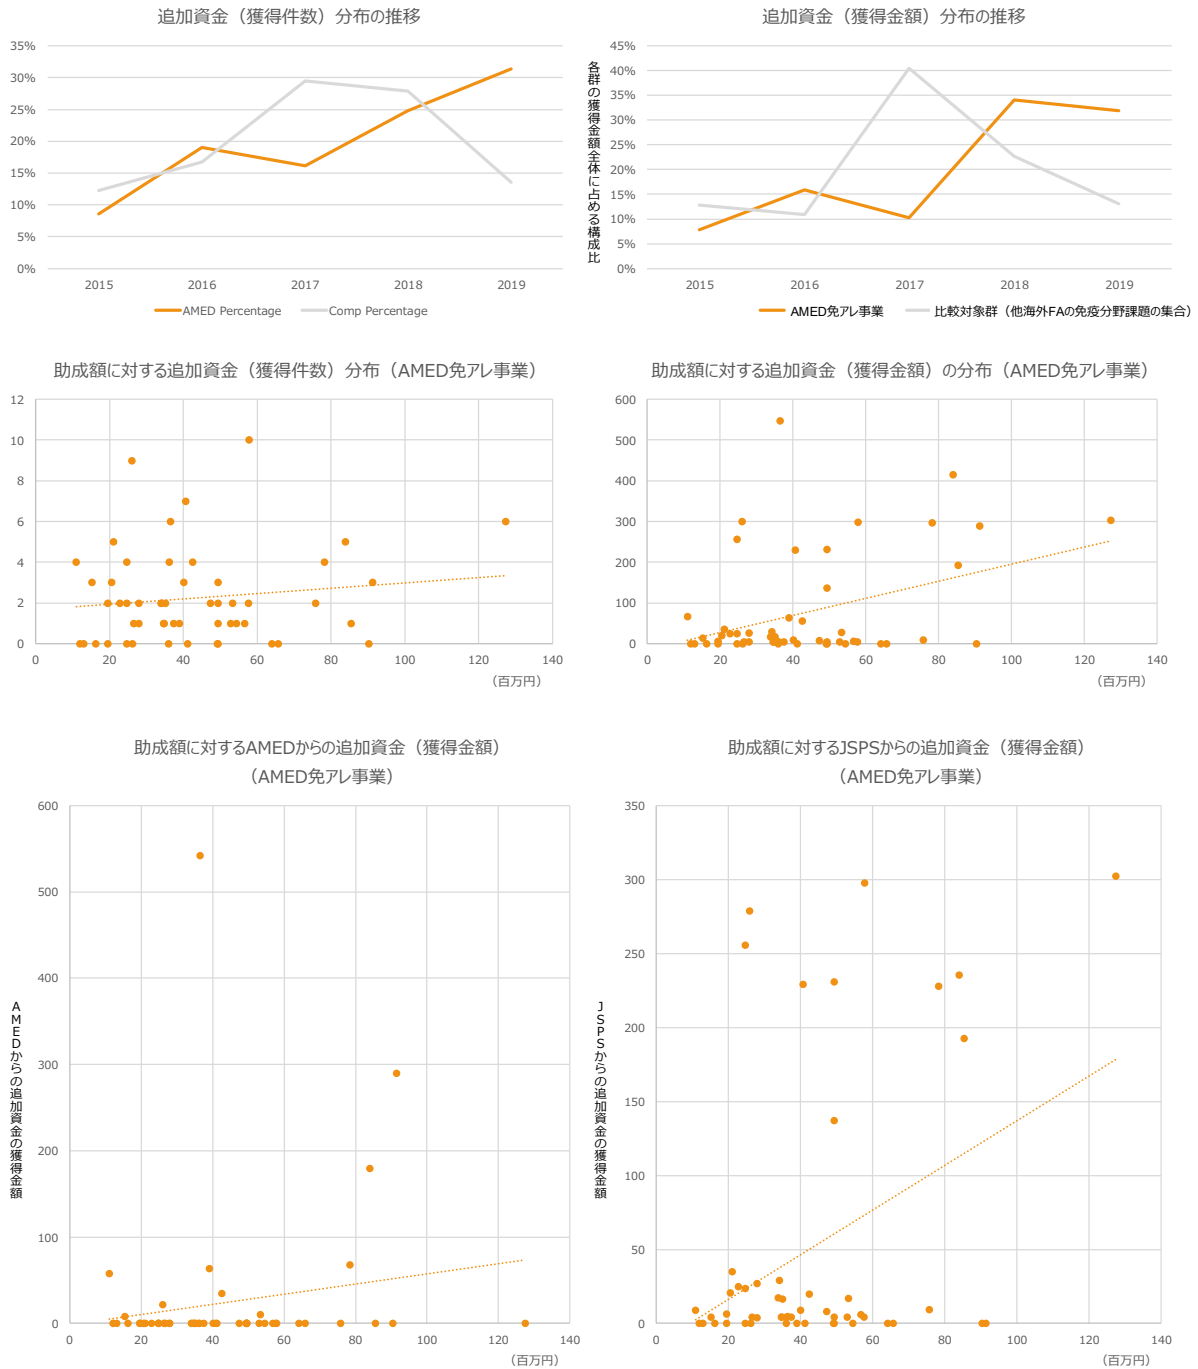 追加資金（獲得件数）分布の推移
35%
30%
25%
20%
15%
10%
5%
0%
2015 2016 2017 2018 2019
AMED Percentage Comp Percentage
追加資金（獲得金額）分布の推移
各群の獲得金額全体に占める構成比
45%
40%
35%
30%
25%
20%
15%
10%
5%
0%
2015 2016 2017 2018 2019
AMED免アレ事業 比較対象群（他海外FAの免疫分野課題の集合）
助成額に対する追加資金（獲得件数）分布（AMED免アレ事業）
12
10
8
6
4
2
0
0 20 40 60 80 100 120 140
（百万円）
助成額に対する追加資金（獲得金額）の分布（AMED免アレ事業）
600
500
400
300
200
100
0
0 20 40 60 80 100 120 140
（百万円）
助成額に対するAMEDからの追加資金（獲得金額）
（AMED免アレ事業）
AMEDからの追加資金の獲得金額
600
500
400
300
200
100
0
0 20 40 60 80 100 120 140
（百万円）
助成額に対するJSPSからの追加資金（獲得金額）
（AMED免アレ事業）
JSPSからの追加資金の獲得金額
350
300
250
200
150
100
50
0
0 20 40 60 80 100 120 140
（百万円）